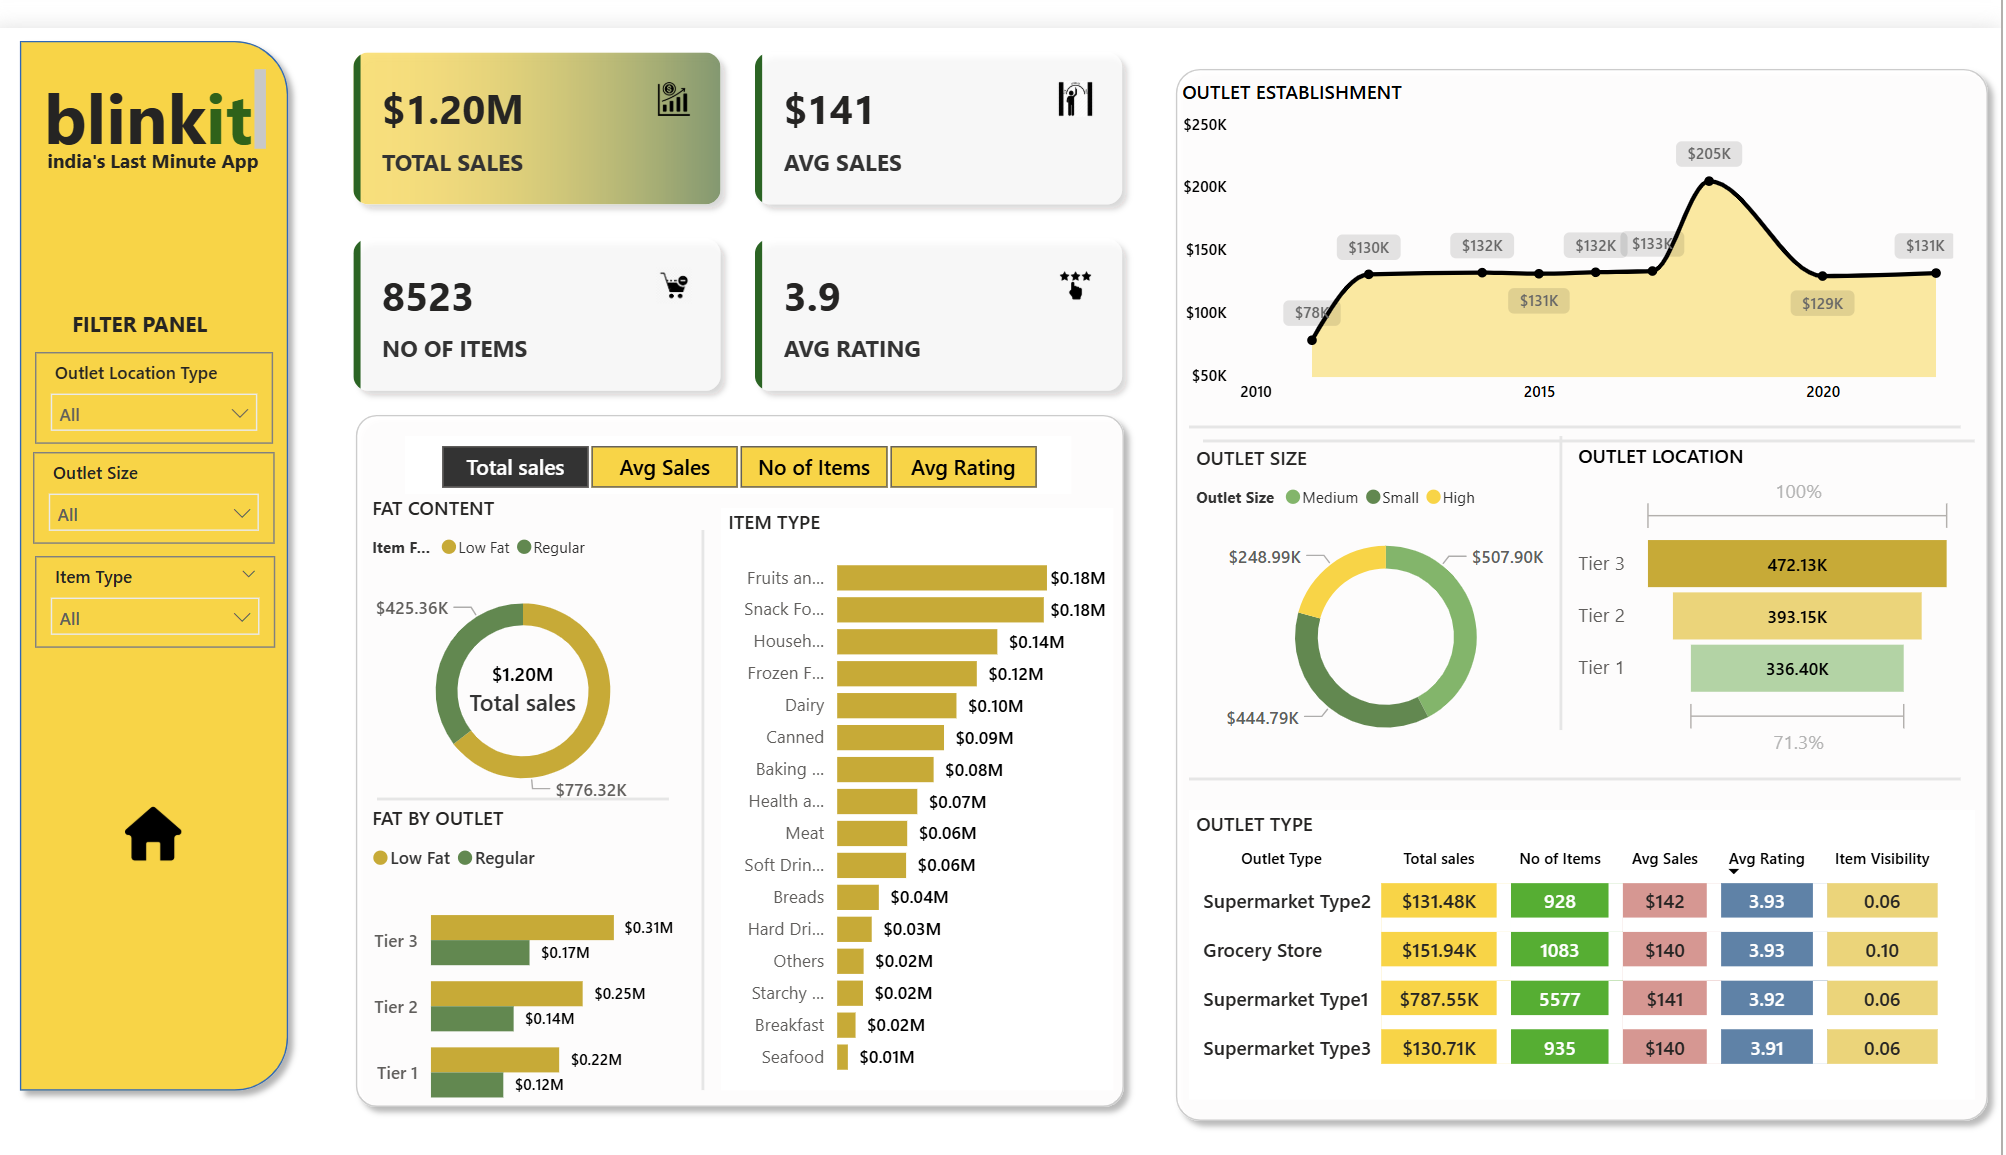 blinkit
india's Last Minute App
FILTER PANEL
Outlet Location Type
All
Outlet Size
All
Item Type
All
$1.20M
TOTAL SALES
$141
AVG SALES
8523
NO OF ITEMS
3.9
AVG RATING
Total sales
Avg Sales
No of Items
Avg Rating
FAT CONTENT
Item F... Low Fat Regular
$425.36K
$1.20M
Total sales
$776.32K
FAT BY OUTLET
Low Fat Regular
Tier 3 $0.31M
$0.17M
Tier 2 $0.25M
$0.14M
Tier 1 $0.22M
$0.12M
ITEM TYPE
Fruits an... $0.18M
Snack Fo... $0.18M
Househ... $0.14M
Frozen F... $0.12M
Dairy $0.10M
Canned $0.09M
Baking ... $0.08M
Health a... $0.07M
Meat $0.06M
Soft Drin... $0.06M
Breads $0.04M
Hard Dri... $0.03M
Others $0.02M
Starchy ... $0.02M
Breakfast $0.02M
Seafood $0.01M
OUTLET ESTABLISHMENT
$250K
$200K
$150K
$100K
$50K
$78K
$130K
$132K
$131K
$132K
$133K
$205K
$129K
$131K
2010 2015 2020
OUTLET SIZE
Outlet Size Medium Small High
$248.99K
$507.90K
$444.79K
OUTLET LOCATION
100%
Tier 3 472.13K
Tier 2 393.15K
Tier 1 336.40K
71.3%
OUTLET TYPE
Outlet Type Total sales No of Items Avg Sales Avg Rating Item Visibility
Supermarket Type2 $131.48K 928 $142 3.93 0.06
Grocery Store $151.94K 1083 $140 3.93 0.10
Supermarket Type1 $787.55K 5577 $141 3.92 0.06
Supermarket Type3 $130.71K 935 $140 3.91 0.06